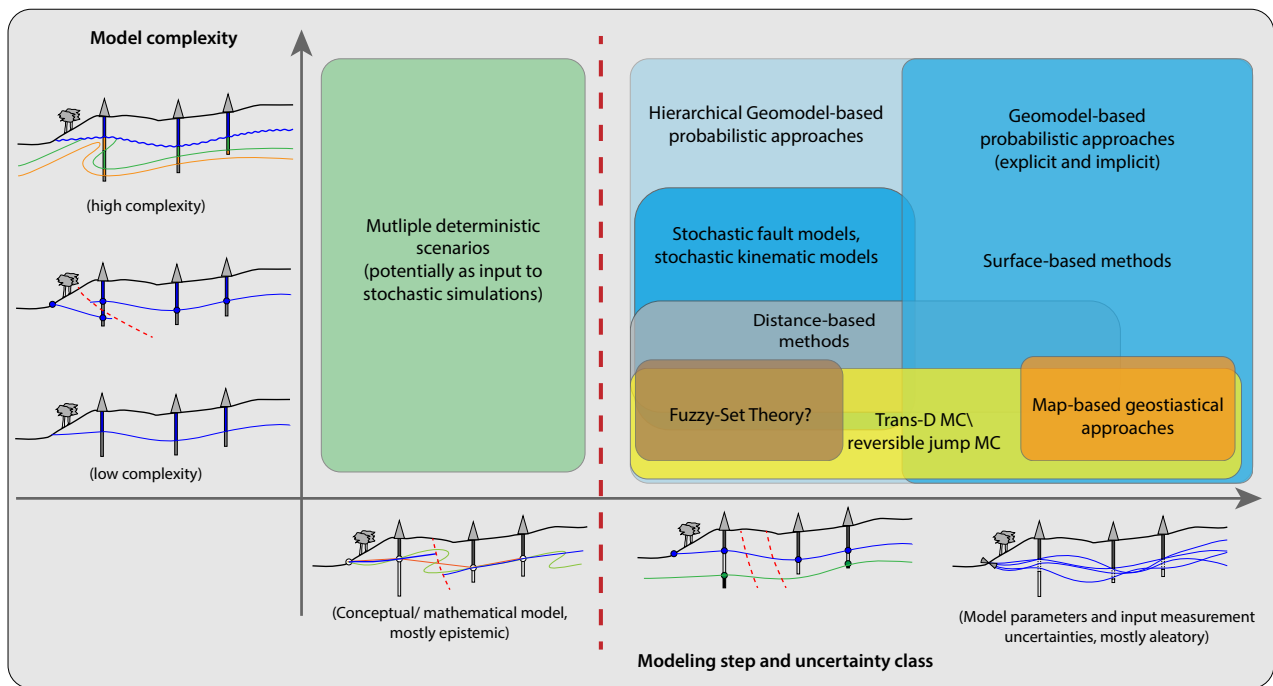 Model complexity
(high complexity)
(low complexity)
Mutliple deterministic
scenarios
(potentially as input to
stochastic simulations)
Hierarchical Geomodel-based
probabilistic approaches
Geomodel-based
probabilistic approaches
(explicit and implicit)
Stochastic fault models,
stochastic kinematic models
Surface-based methods
Distance-based
methods
Fuzzy-Set Theory?
Trans-D MC\
reversible jump MC
Map-based geostiastical
approaches
(Conceptual/ mathematical model,
mostly epistemic)
(Model parameters and input measurement
uncertainties, mostly aleatory)
Modeling step and uncertainty class